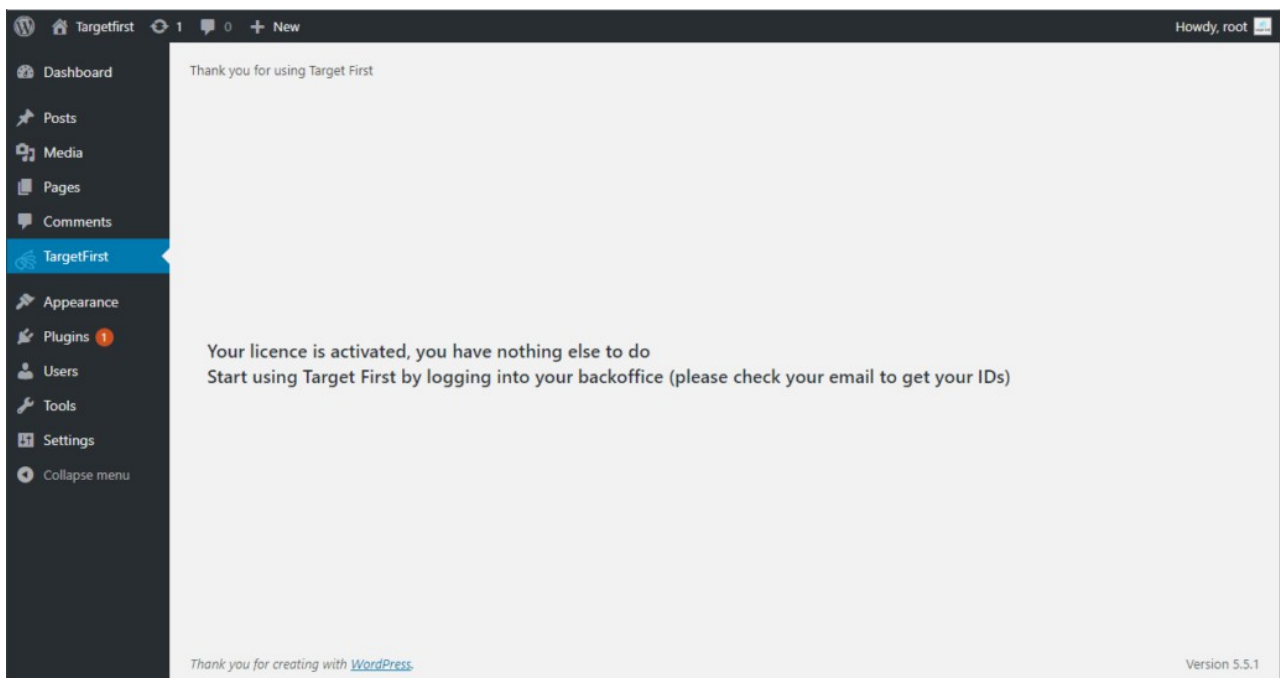 Targetfirst 1 0 New Howdy, root
Dashboard
Thank you for using Target First
Posts
Media
Pages
Comments
TargetFirst
Appearance
Plugins 1
Users
Tools
Settings
Collapse menu
Your licence is activated, you have nothing else to do
Start using Target First by logging into your backoffice (please check your email to get your IDs)
Thank you for creating with WordPress.
Version 5.5.1